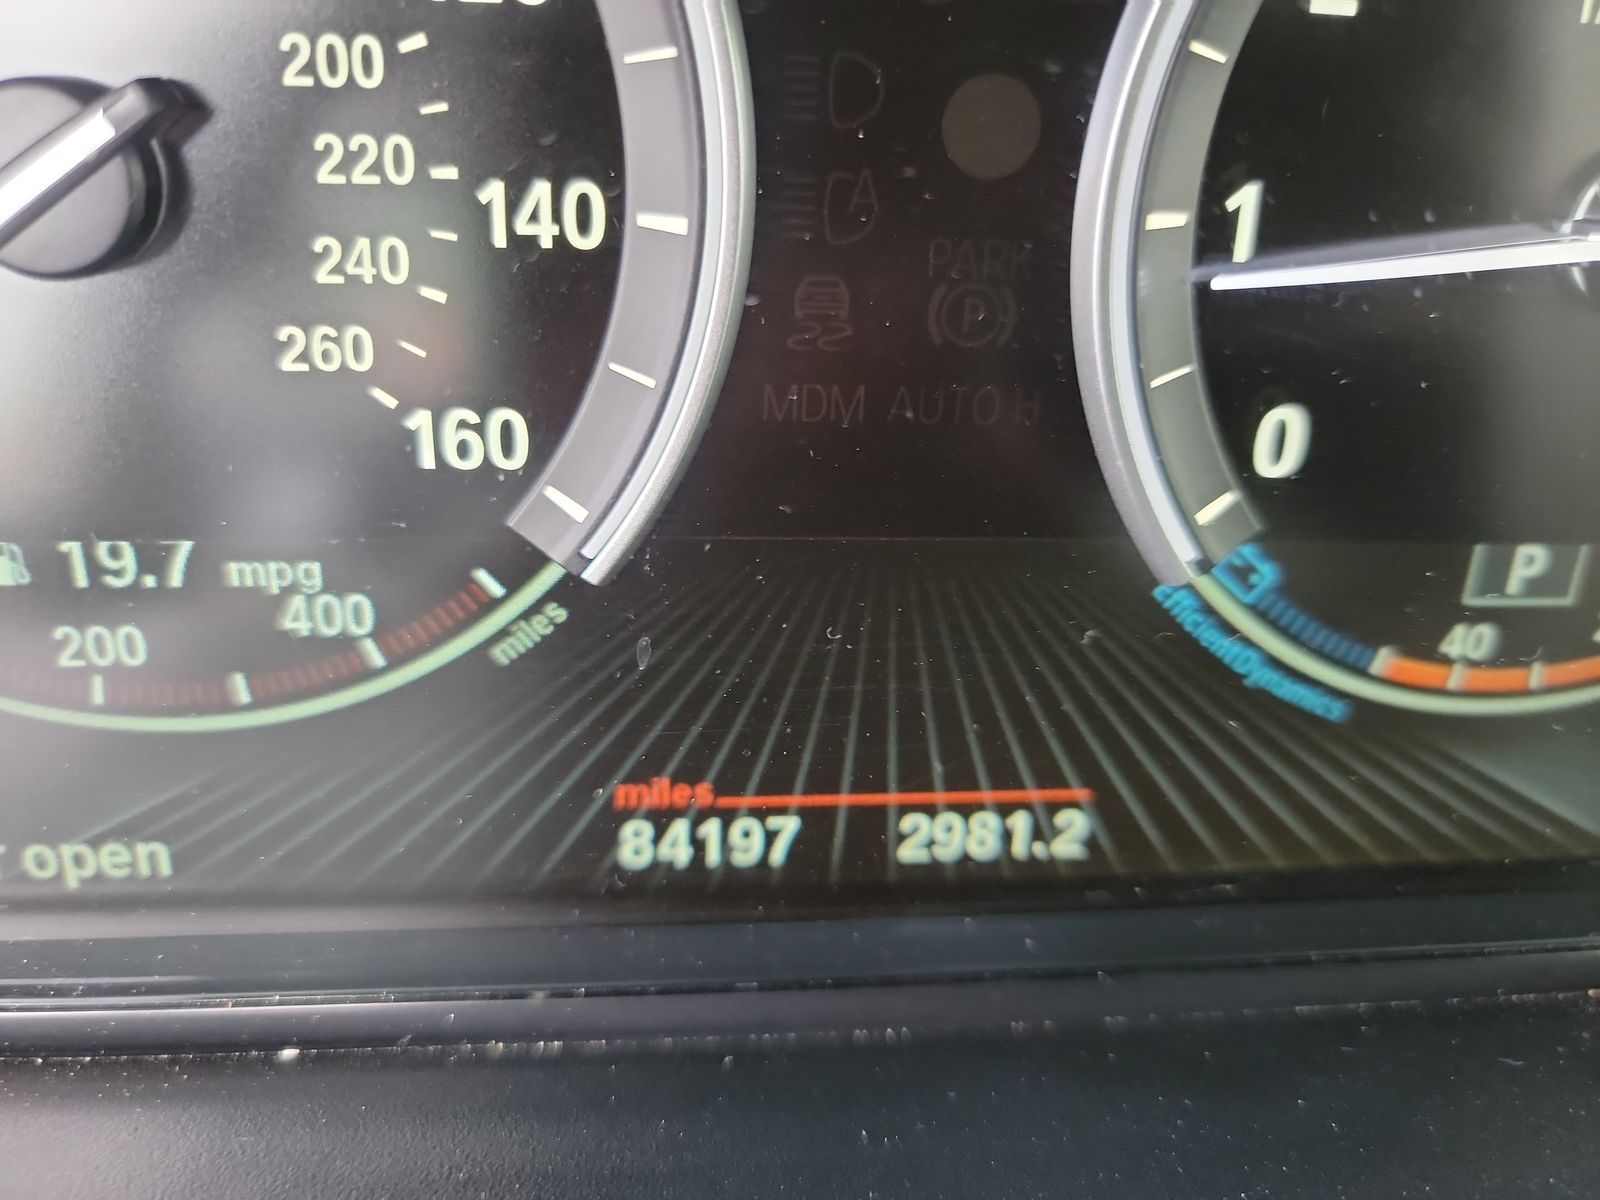 200
220
140
240
260
160
19.7 mpg
200
400
miles
PARK
P
MDM AUTO H
1
0
P
40
EfficientDynamics
miles
84197 2981.2
open